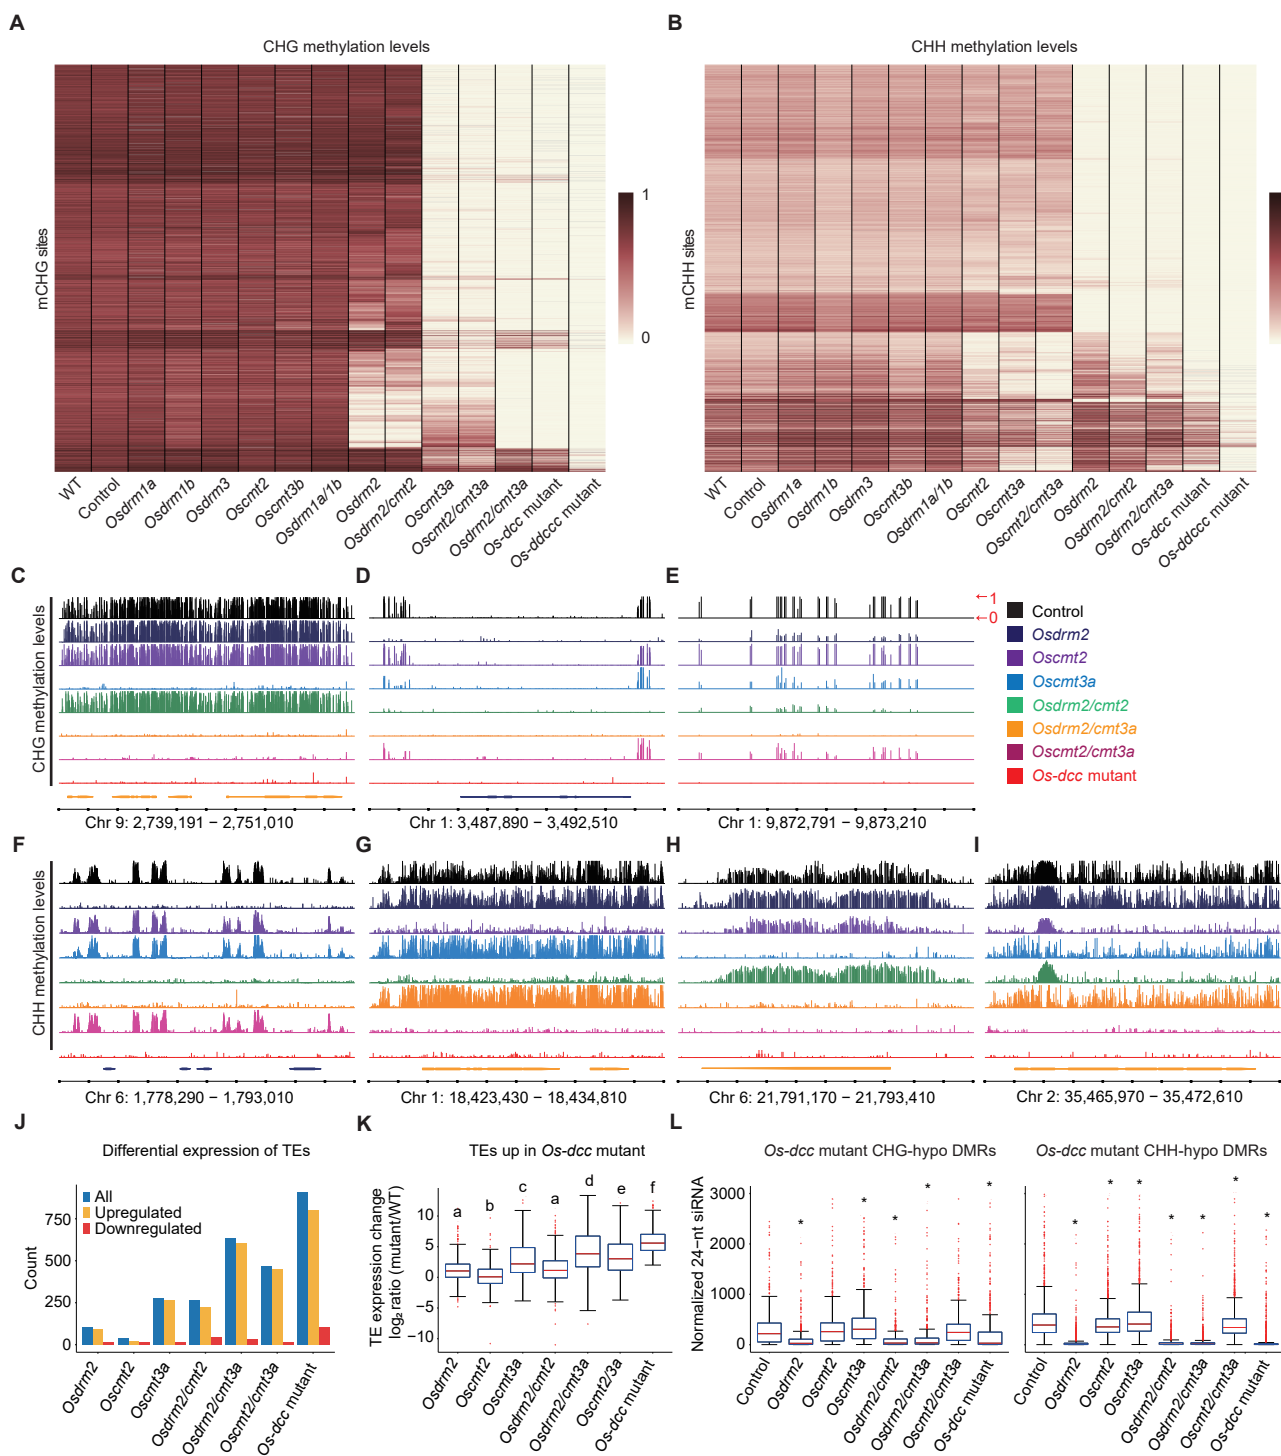 A
CHG methylation levels
mCHG sites
1
0
WT
Control
Osdrm1a
Osdrm1b
Osdrm3
Oscmt2
Oscmt3b
Osdrm1a/1b
Osdrm2
Osdrm2/cmt2
Oscmt3a
Oscmt2/cmt3a
Osdrm2/cmt3a
Os-dcc mutant
Os-ddccc mutant
B
CHH methylation levels
mCHH sites
WT
Control
Osdrm1a
Osdrm1b
Osdrm3
Oscmt3b
Osdrm1a/1b
Oscmt2
Oscmt3a
Oscmt2/cmt3a
Osdrm2
Osdrm2/cmt2
Osdrm2/cmt3a
Os-dcc mutant
Os-ddccc mutant
C
D
E
CHG methylation levels
←1
←0
Chr 9: 2,739,191 − 2,751,010
Chr 1: 3,487,890 − 3,492,510
Chr 1: 9,872,791 − 9,873,210
Control
Osdrm2
Oscmt2
Oscmt3a
Osdrm2/cmt2
Osdrm2/cmt3a
Oscmt2/cmt3a
Os-dcc mutant
F
G
H
I
CHH methylation levels
Chr 6: 1,778,290 − 1,793,010
Chr 1: 18,423,430 − 18,434,810
Chr 6: 21,791,170 − 21,793,410
Chr 2: 35,465,970 − 35,472,610
J
Differential expression of TEs
All
Upregulated
Downregulated
Count
750
500
250
0
Osdrm2
Oscmt2
Oscmt3a
Osdrm2/cmt2
Osdrm2/cmt3a
Oscmt2/cmt3a
Os-dcc mutant
K
TEs up in Os-dcc mutant
TE expression change
log₂ ratio (mutant/WT)
10
5
0
−5
−10
a
b
c
a
d
e
f
Osdrm2
Oscmt2
Oscmt3a
Osdrm2/cmt2
Osdrm2/cmt3a
Oscmt2/3a
Os-dcc mutant
L
Os-dcc mutant CHG-hypo DMRs
Os-dcc mutant CHH-hypo DMRs
Normalized 24−nt siRNA
3000
2000
1000
0
*
*
*
*
*
*
*
*
*
*
*
*
Control
Osdrm2
Oscmt2
Oscmt3a
Osdrm2/cmt2
Osdrm2/cmt3a
Oscmt2/cmt3a
Os-dcc mutant
Control
Osdrm2
Oscmt2
Oscmt3a
Osdrm2/cmt2
Osdrm2/cmt3a
Oscmt2/cmt3a
Os-dcc mutant